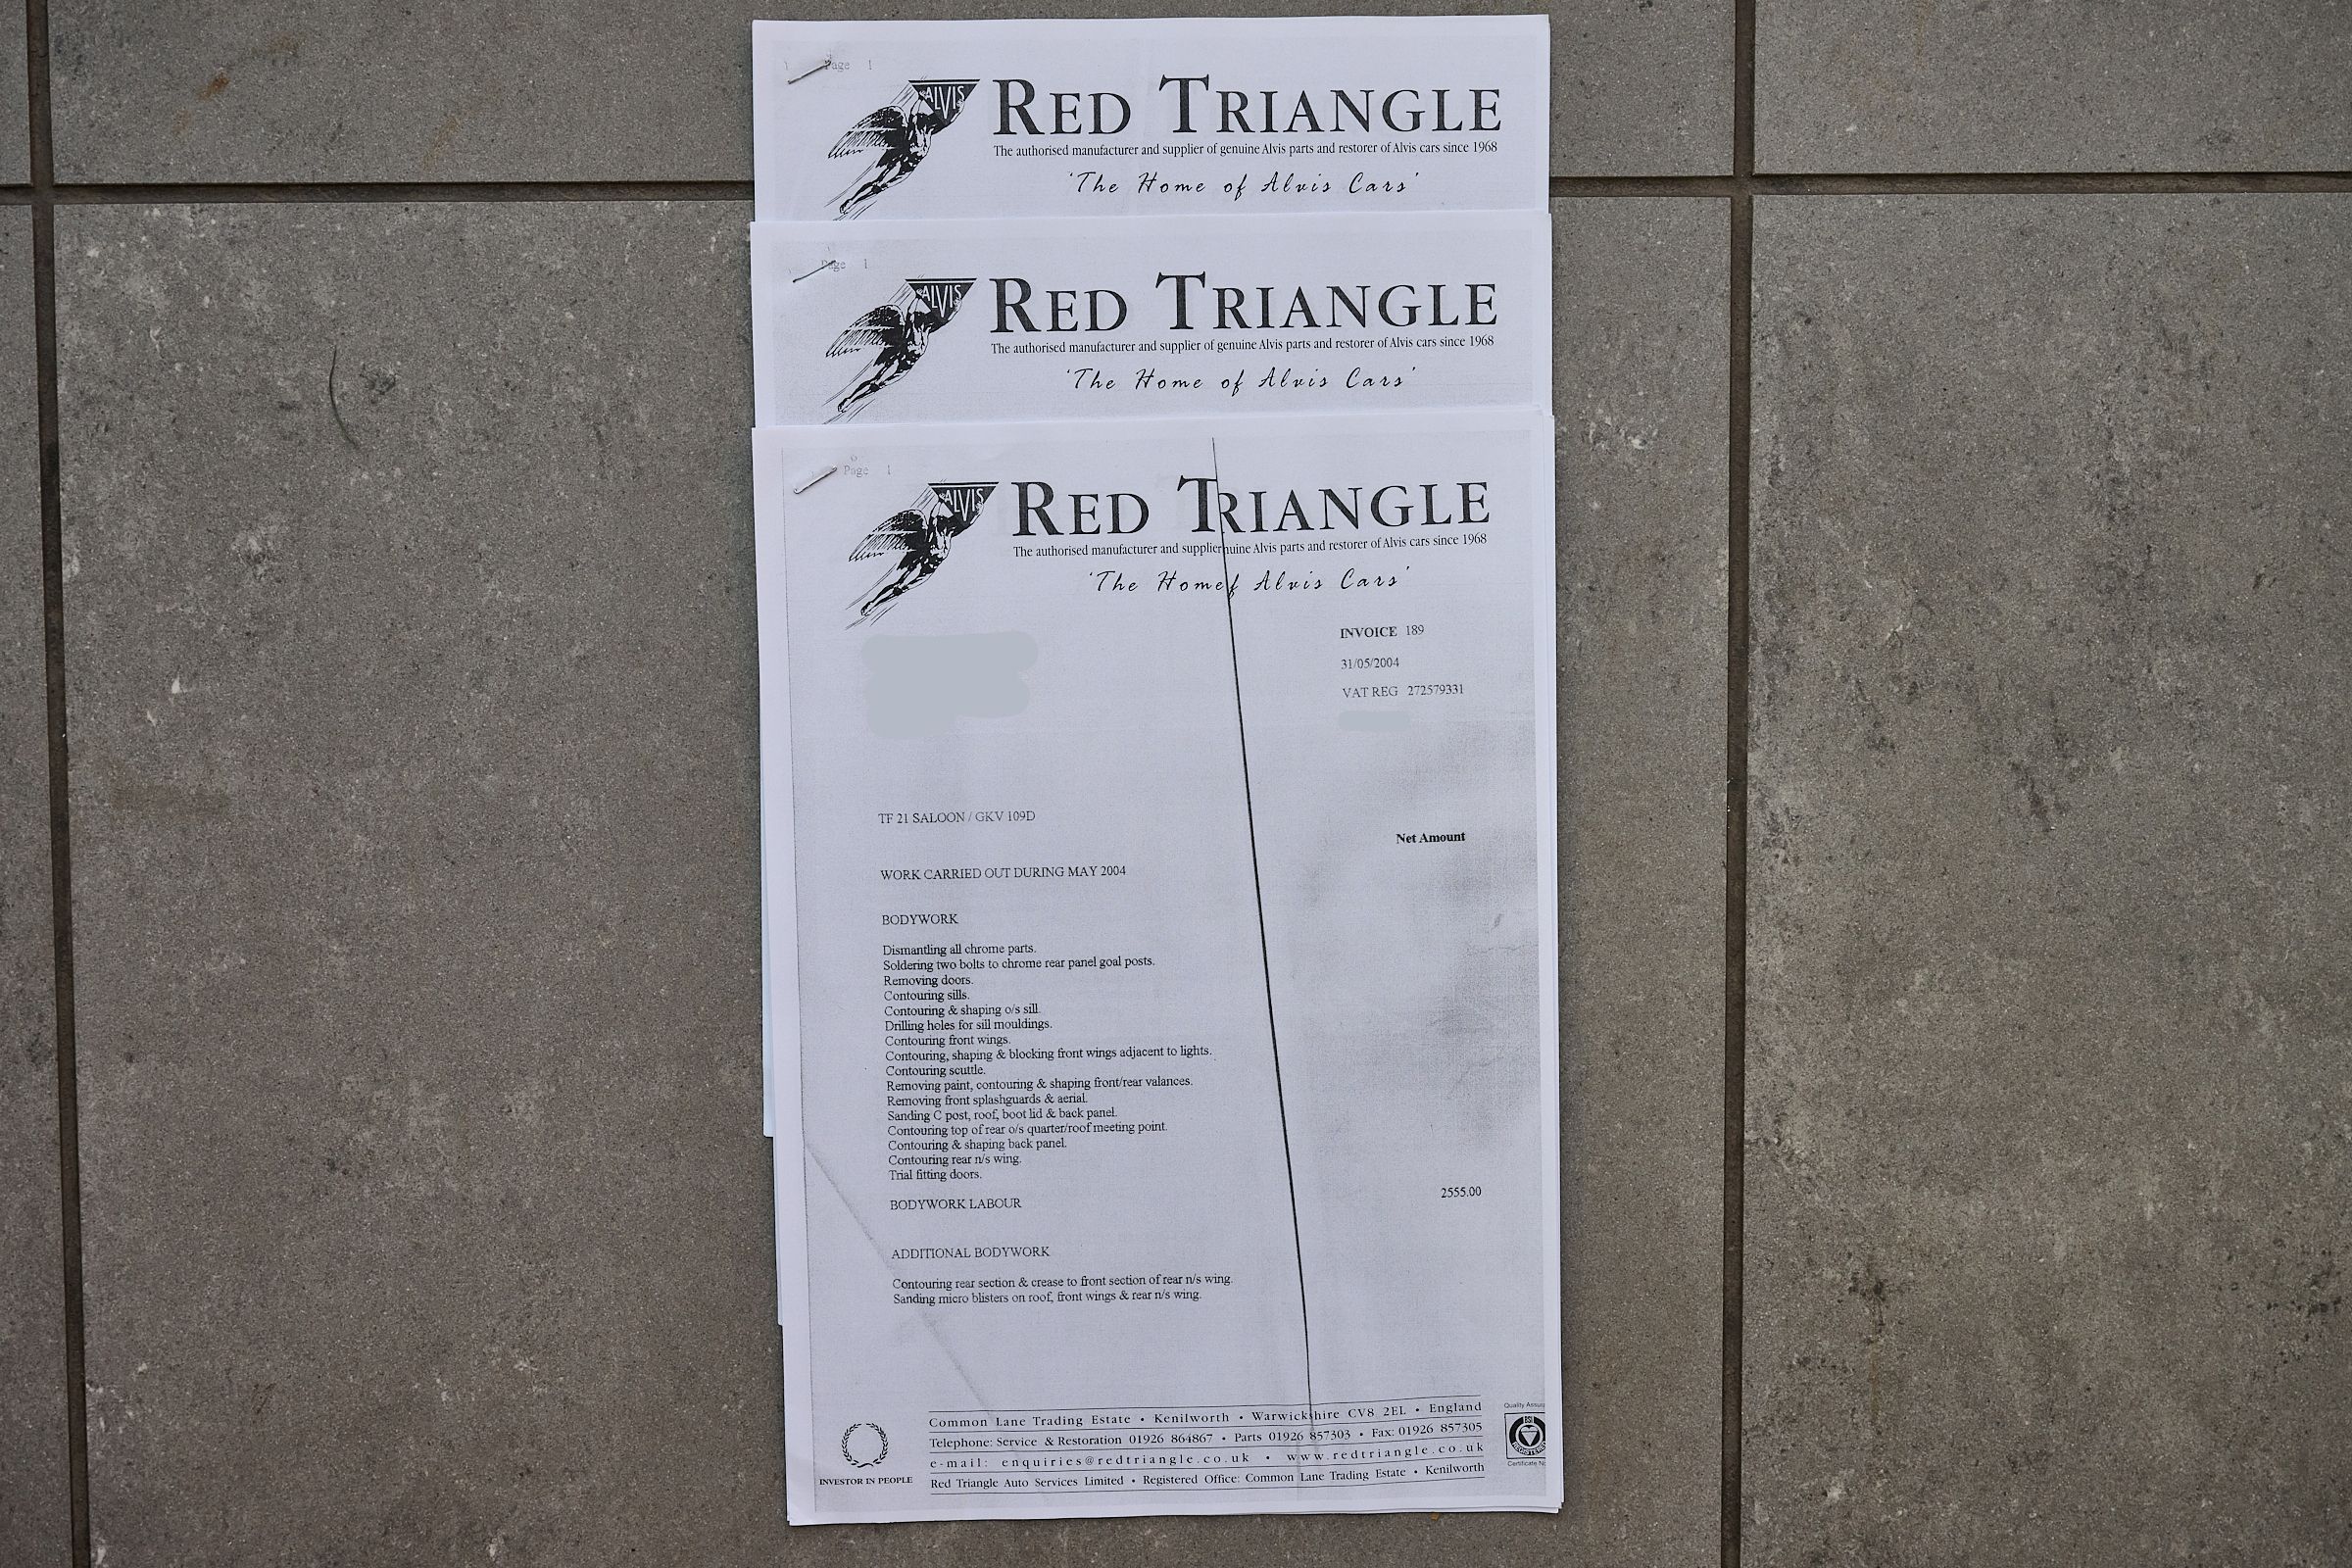 Page 1
ALVIS
RED TRIANGLE
The authorised manufacturer and supplier of genuine Alvis parts and restorer of Alvis cars since 1968
'The Home of Alvis Cars'
Page 1
ALVIS
RED TRIANGLE
The authorised manufacturer and supplier of genuine Alvis parts and restorer of Alvis cars since 1968
'The Home of Alvis Cars'
Page 1
ALVIS
RED TRIANGLE
The authorised manufacturer and supplier nuine Alvis parts and restorer of Alvis cars since 1968
'The Home f Alvis Cars'
INVOICE 189
31/05/2004
VAT REG 272579331
TF 21 SALOON / GKV 109D
Net Amount
WORK CARRIED OUT DURING MAY 2004
BODYWORK
Dismantling all chrome parts.
Soldering two bolts to chrome rear panel goal posts.
Removing doors.
Contouring sills.
Contouring & shaping o/s sill.
Drilling holes for sill mouldings.
Contouring front wings.
Contouring, shaping & blocking front wings adjacent to lights.
Contouring scuttle.
Removing paint, contouring & shaping front/rear valances.
Removing front splashguards & aerial.
Sanding C post, roof, boot lid & back panel.
Contouring top of rear o/s quarter/roof meeting point.
Contouring & shaping back panel.
Contouring rear n/s wing.
Trial fitting doors.
BODYWORK LABOUR 2555.00
ADDITIONAL BODYWORK
Contouring rear section & crease to front section of rear n/s wing.
Sanding micro blisters on roof, front wings & rear n/s wing.
INVESTOR IN PEOPLE
Common Lane Trading Estate • Kenilworth • Warwickshire CV8 2EL • England
Telephone: Service & Restoration 01926 864867 • Parts 01926 857303 • Fax: 01926 857305
e-mail: enquiries@redtriangle.co.uk • www.redtriangle.co.uk
Red Triangle Auto Services Limited • Registered Office: Common Lane Trading Estate • Kenilworth
Quality
BSI
REGISTERED
Certificate